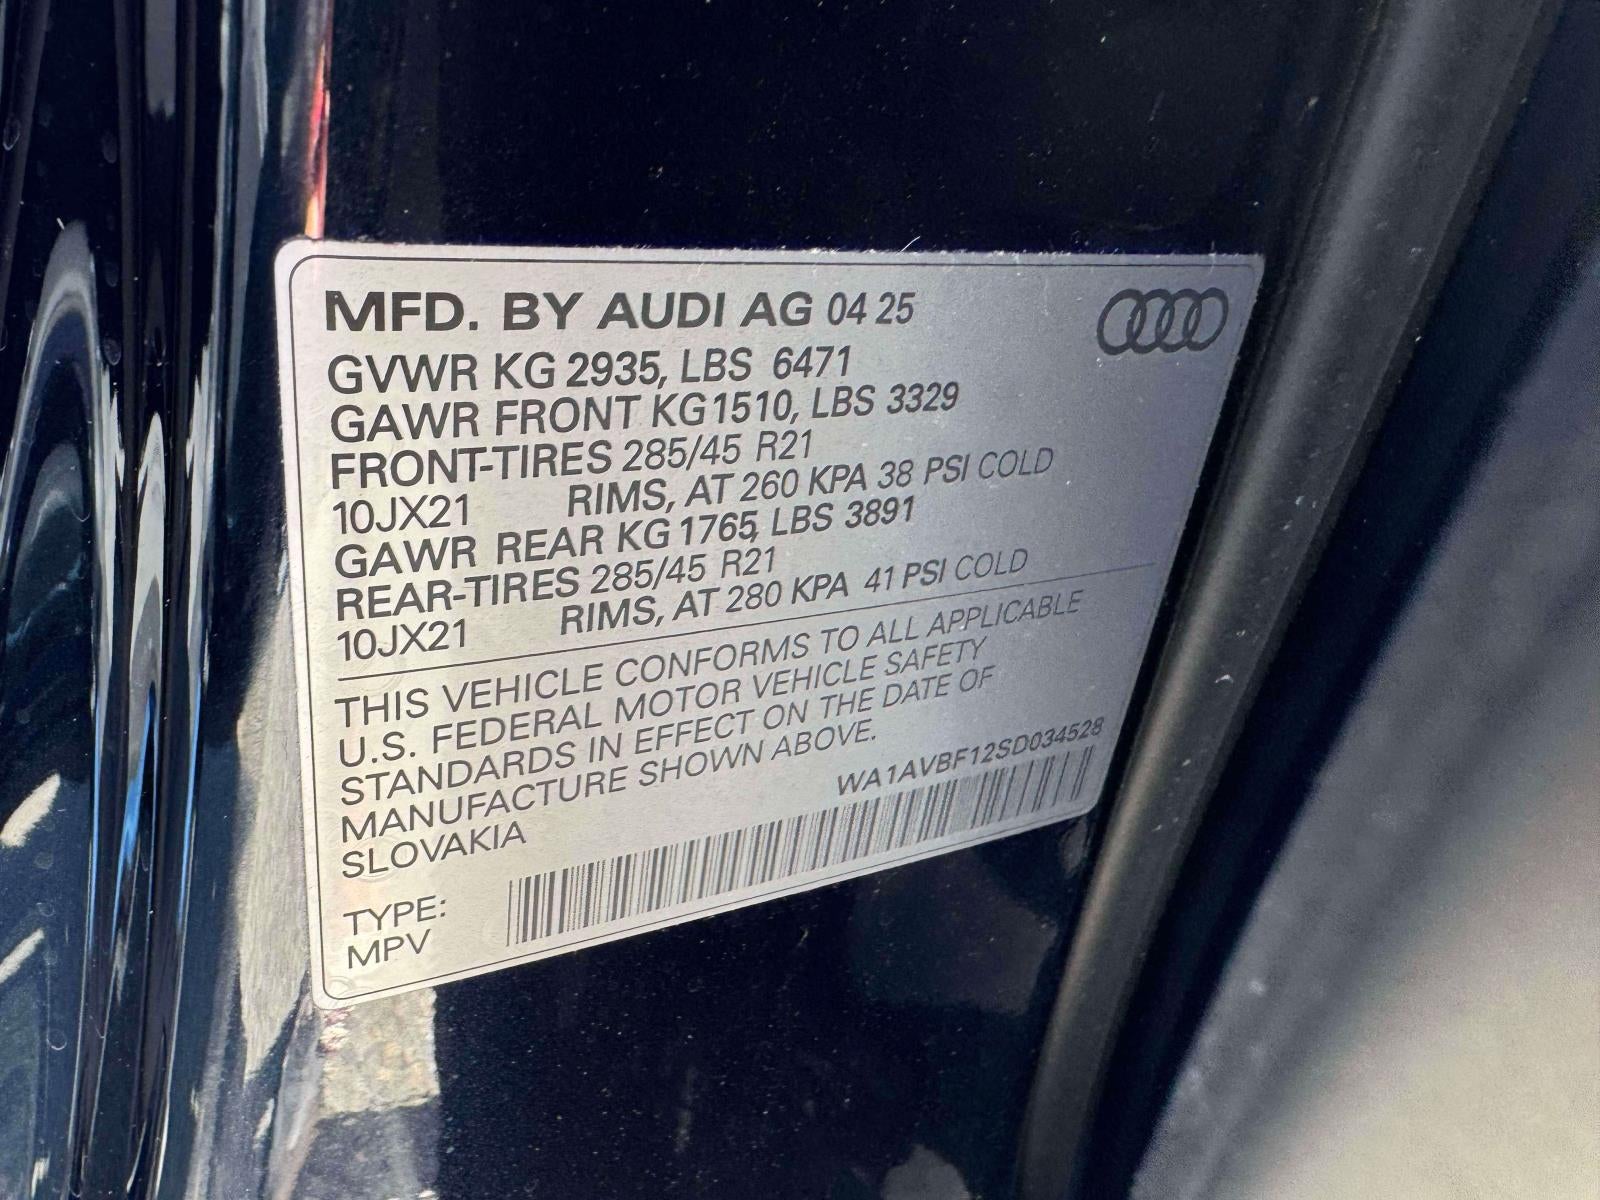 MFD. BY AUDI AG 04 25
GVWR KG 2935, LBS 6471
GAWR FRONT KG 1510, LBS 3329
FRONT-TIRES 285/45 R21
10JX21 RIMS, AT 260 KPA 38 PSI COLD
GAWR REAR KG 1765, LBS 3891
REAR-TIRES 285/45 R21
10JX21 RIMS, AT 280 KPA 41 PSI COLD
THIS VEHICLE CONFORMS TO ALL APPLICABLE
U.S. FEDERAL MOTOR VEHICLE SAFETY
STANDARDS IN EFFECT ON THE DATE OF
MANUFACTURE SHOWN ABOVE.
SLOVAKIA
WA1AVBF12SD034528
TYPE:
MPV